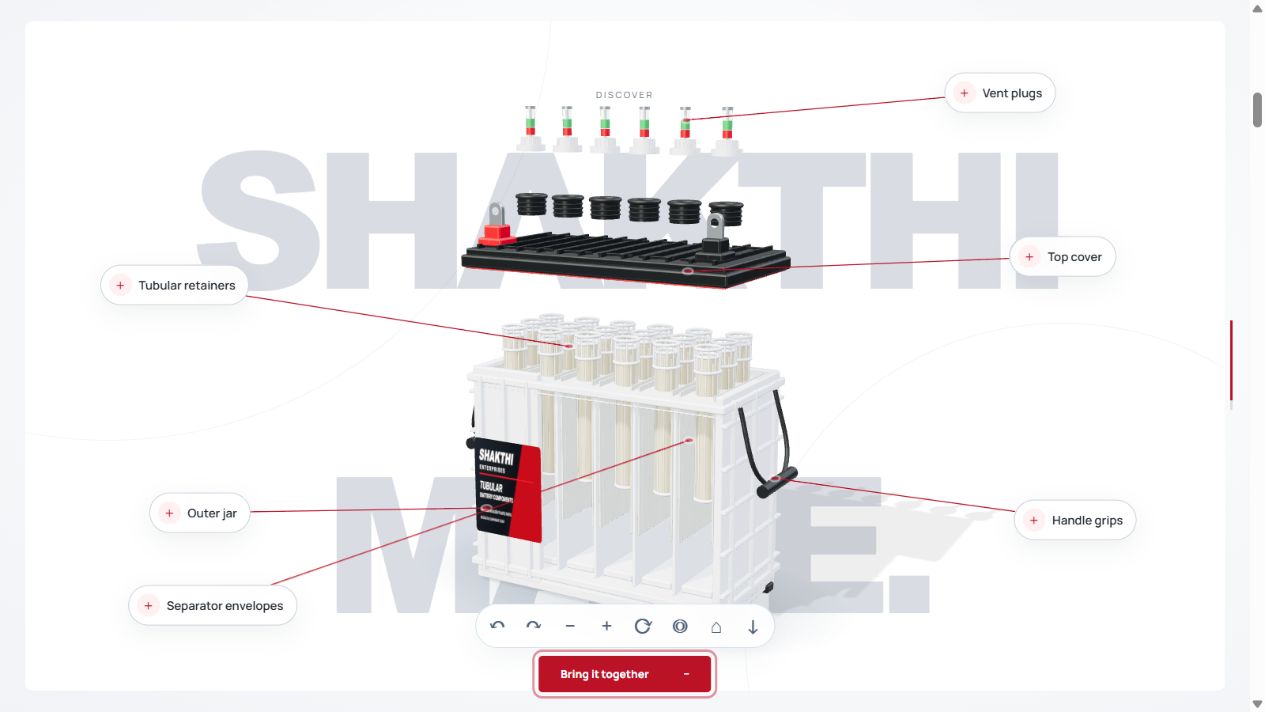 DISCOVER
Vent plugs
SHAKTHI
Top cover
Tubular retainers
SHAKTHI
ENTERPRISES
TUBULAR
BATTERY COMPONENTS
Outer jar
Handle grips
Separator envelopes
Bring it together